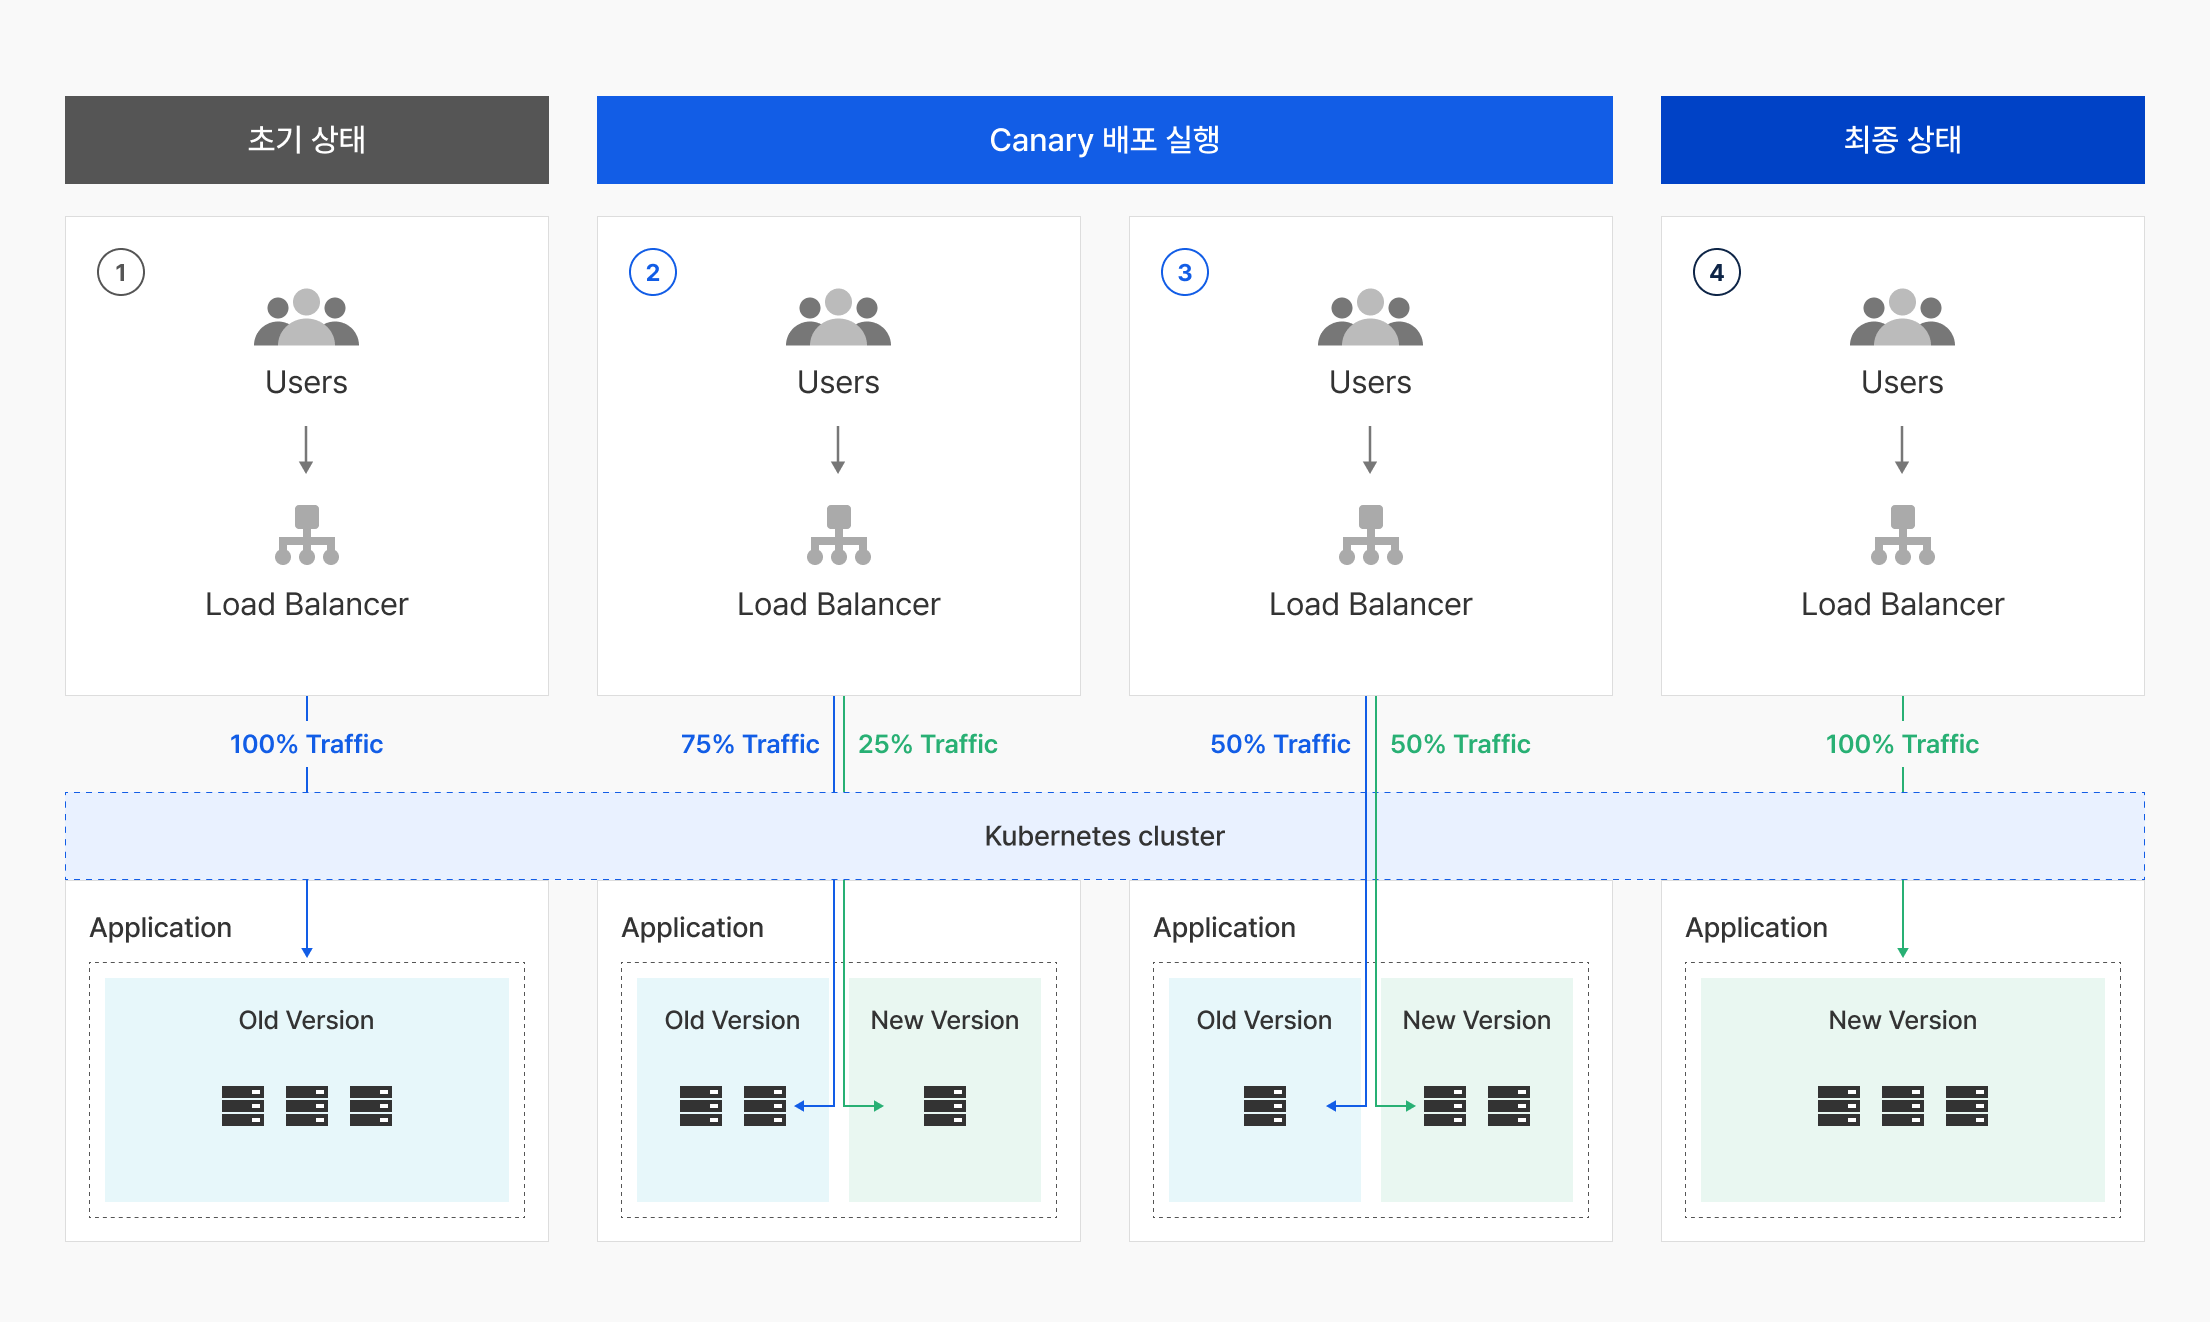 초기 상태
Canary 배포 실행
최종 상태
1
Users
Load Balancer
2
Users
Load Balancer
3
Users
Load Balancer
4
Users
Load Balancer
100% Traffic
75% Traffic
25% Traffic
50% Traffic
50% Traffic
100% Traffic
Kubernetes cluster
Application
Old Version
Application
Old Version
New Version
Application
Old Version
New Version
Application
New Version